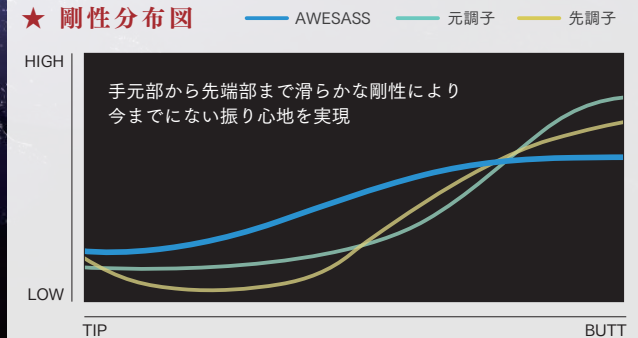 ★ 剛性分布図
AWESASS
元調子
先調子
HIGH
手元部から先端部まで滑らかな剛性により
今までにない振り心地を実現
LOW
TIP
BUTT